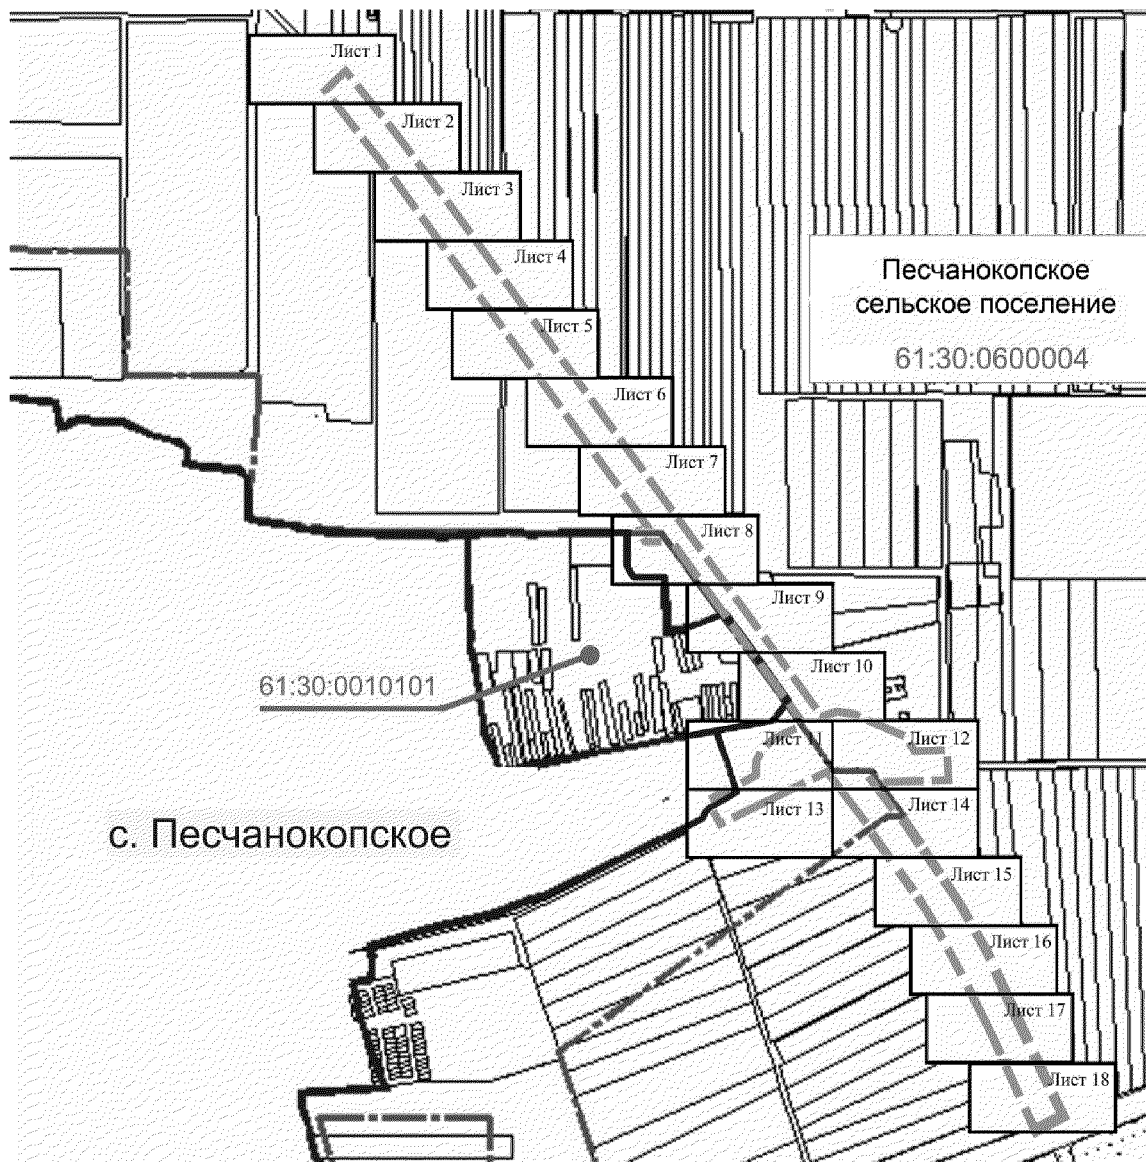 Лист 1
Лист 2
Лист 3
Лист 4
Песчанокопское
сельское поселение
61:30:0600004
Лист 5
Лист 6
Лист 7
Лист 8
Лист 9
Лист 10
61:30:0010101
Лист 11
Лист 12
Лист 13
Лист 14
с. Песчанокопское
Лист 15
Лист 16
Лист 17
Лист 18